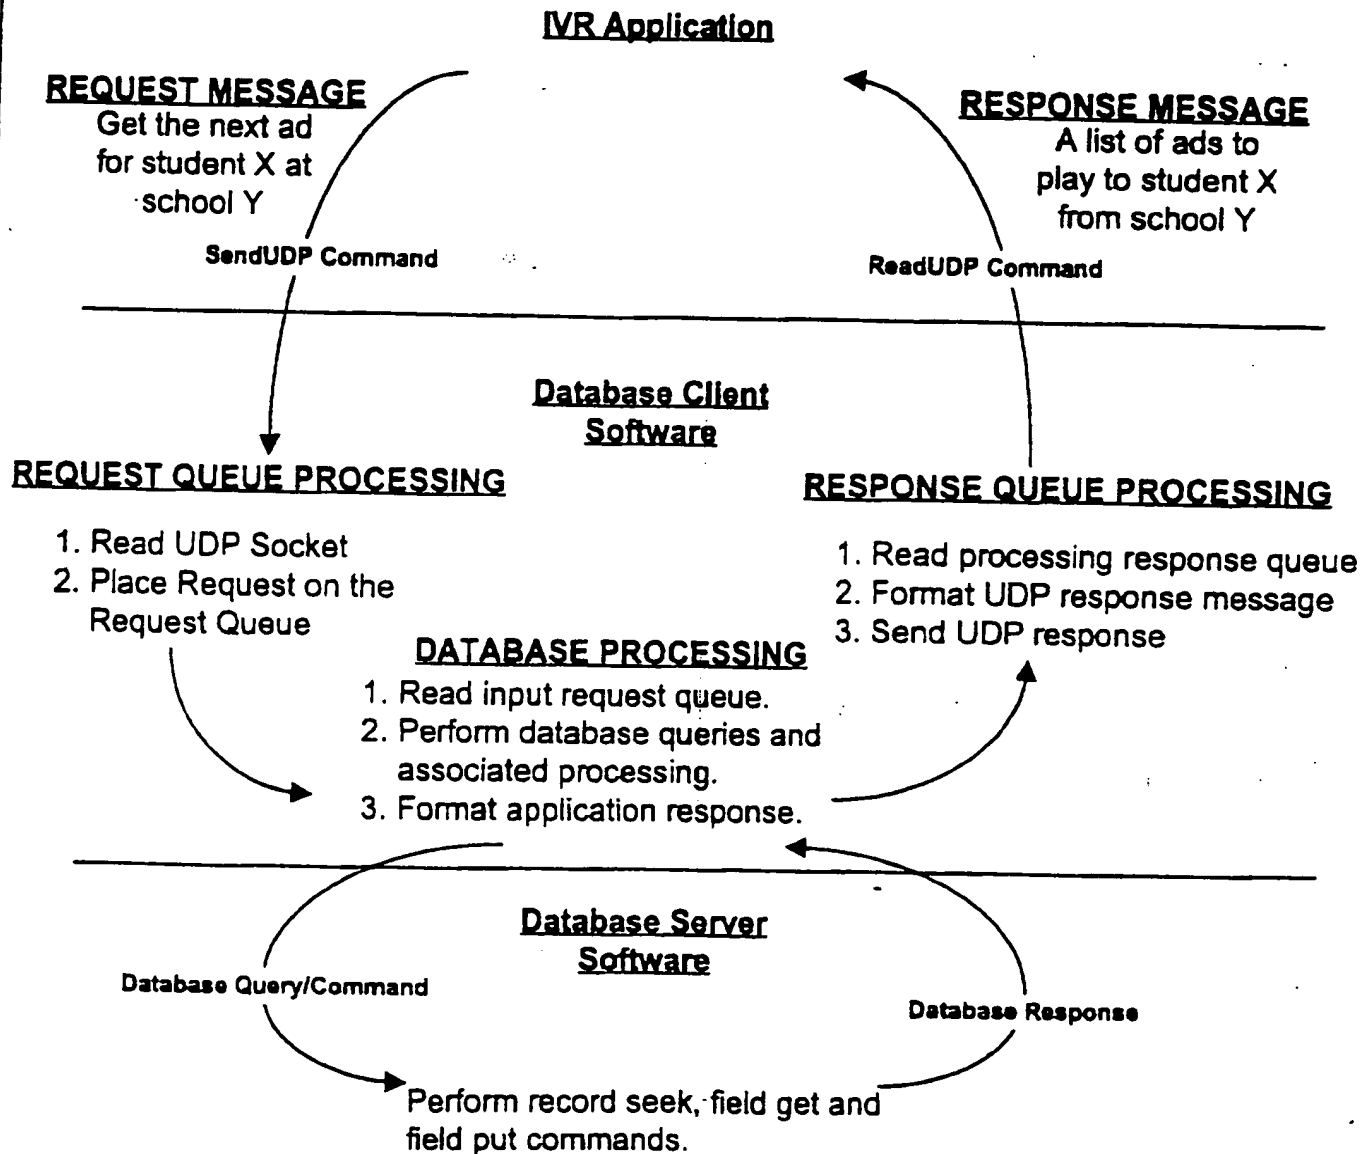 IVR Application
REQUEST MESSAGE
Get the next ad
for student X at
school Y
RESPONSE MESSAGE
A list of ads to
play to student X
from school Y
SendUDP Command
ReadUDP Command
Database Client
Software
REQUEST QUEUE PROCESSING
1. Read UDP Socket
2. Place Request on the
Request Queue
RESPONSE QUEUE PROCESSING
1. Read processing response queue
2. Format UDP response message
3. Send UDP response
DATABASE PROCESSING
1. Read input request queue.
2. Perform database queries and
associated processing.
3. Format application response.
Database Server
Software
Database Query/Command
Database Response
Perform record seek, field get and
field put commands.